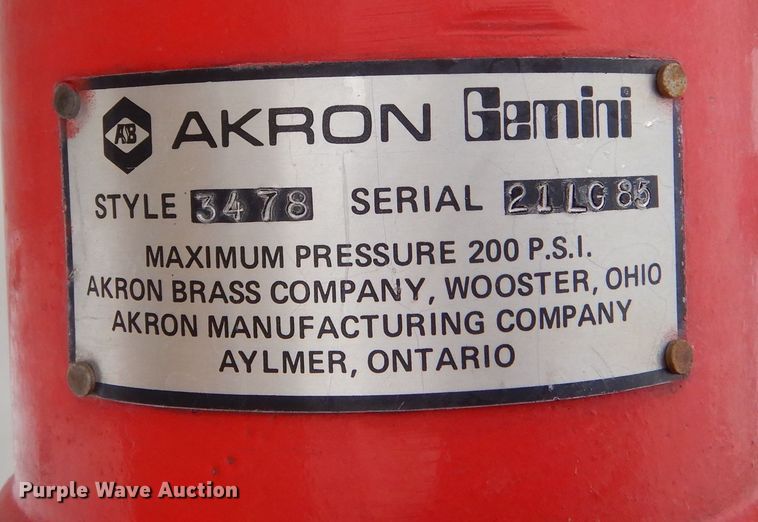 AB AKRON Gemini
STYLE 3478 SERIAL 21LG85
MAXIMUM PRESSURE 200 P.S.I.
AKRON BRASS COMPANY, WOOSTER, OHIO
AKRON MANUFACTURING COMPANY
AYLMER, ONTARIO
Purple Wave Auction